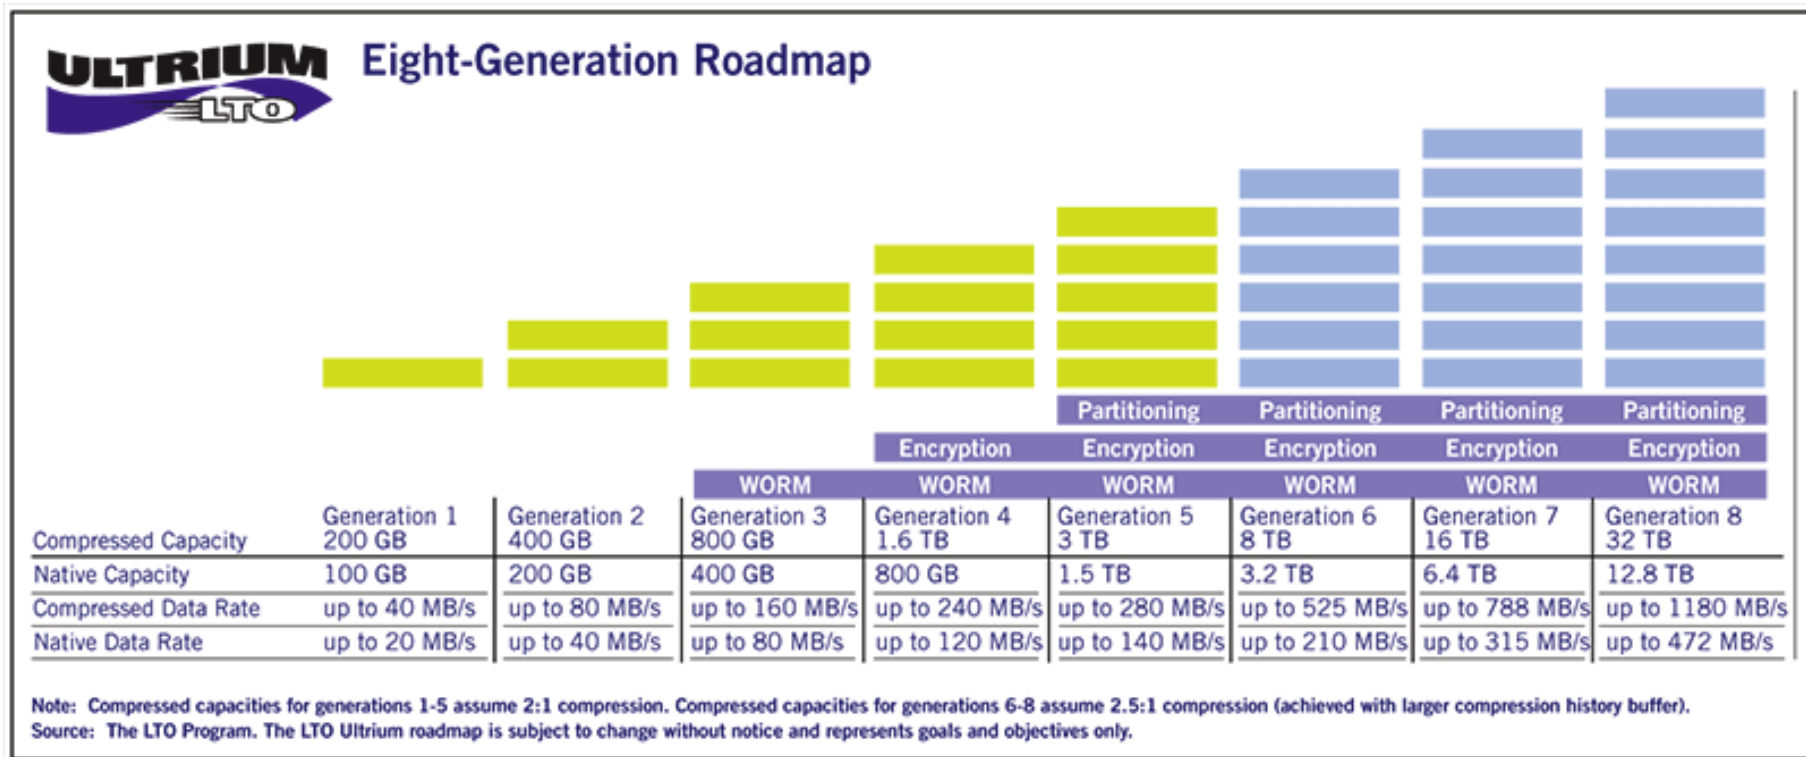 ULTRIUM
LTO
Eight-Generation Roadmap
Partitioning Partitioning Partitioning Partitioning
Encryption Encryption Encryption Encryption Encryption
WORM WORM WORM WORM WORM WORM
Generation 1 Generation 2 Generation 3 Generation 4 Generation 5 Generation 6 Generation 7 Generation 8
Compressed Capacity 200 GB 400 GB 800 GB 1.6 TB 3 TB 8 TB 16 TB 32 TB
Native Capacity 100 GB 200 GB 400 GB 800 GB 1.5 TB 3.2 TB 6.4 TB 12.8 TB
Compressed Data Rate up to 40 MB/s up to 80 MB/s up to 160 MB/s up to 240 MB/s up to 280 MB/s up to 525 MB/s up to 788 MB/s up to 1180 MB/s
Native Data Rate up to 20 MB/s up to 40 MB/s up to 80 MB/s up to 120 MB/s up to 140 MB/s up to 210 MB/s up to 315 MB/s up to 472 MB/s
Note: Compressed capacities for generations 1-5 assume 2:1 compression. Compressed capacities for generations 6-8 assume 2.5:1 compression (achieved with larger compression history buffer).
Source: The LTO Program. The LTO Ultrium roadmap is subject to change without notice and represents goals and objectives only.